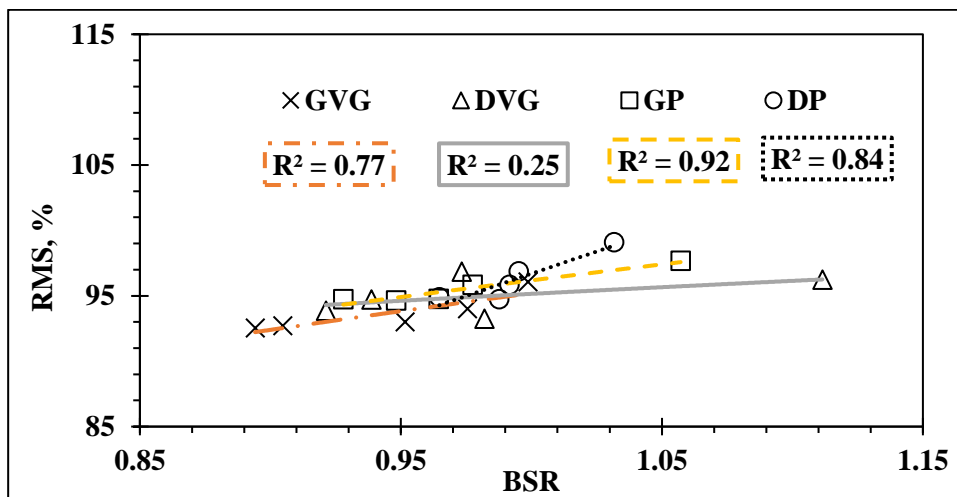 115
GVG DVG GP DP
R² = 0.77 R² = 0.25 R² = 0.92 R² = 0.84
105
RMS, %
95
85
0.85 0.95 1.05 1.15
BSR